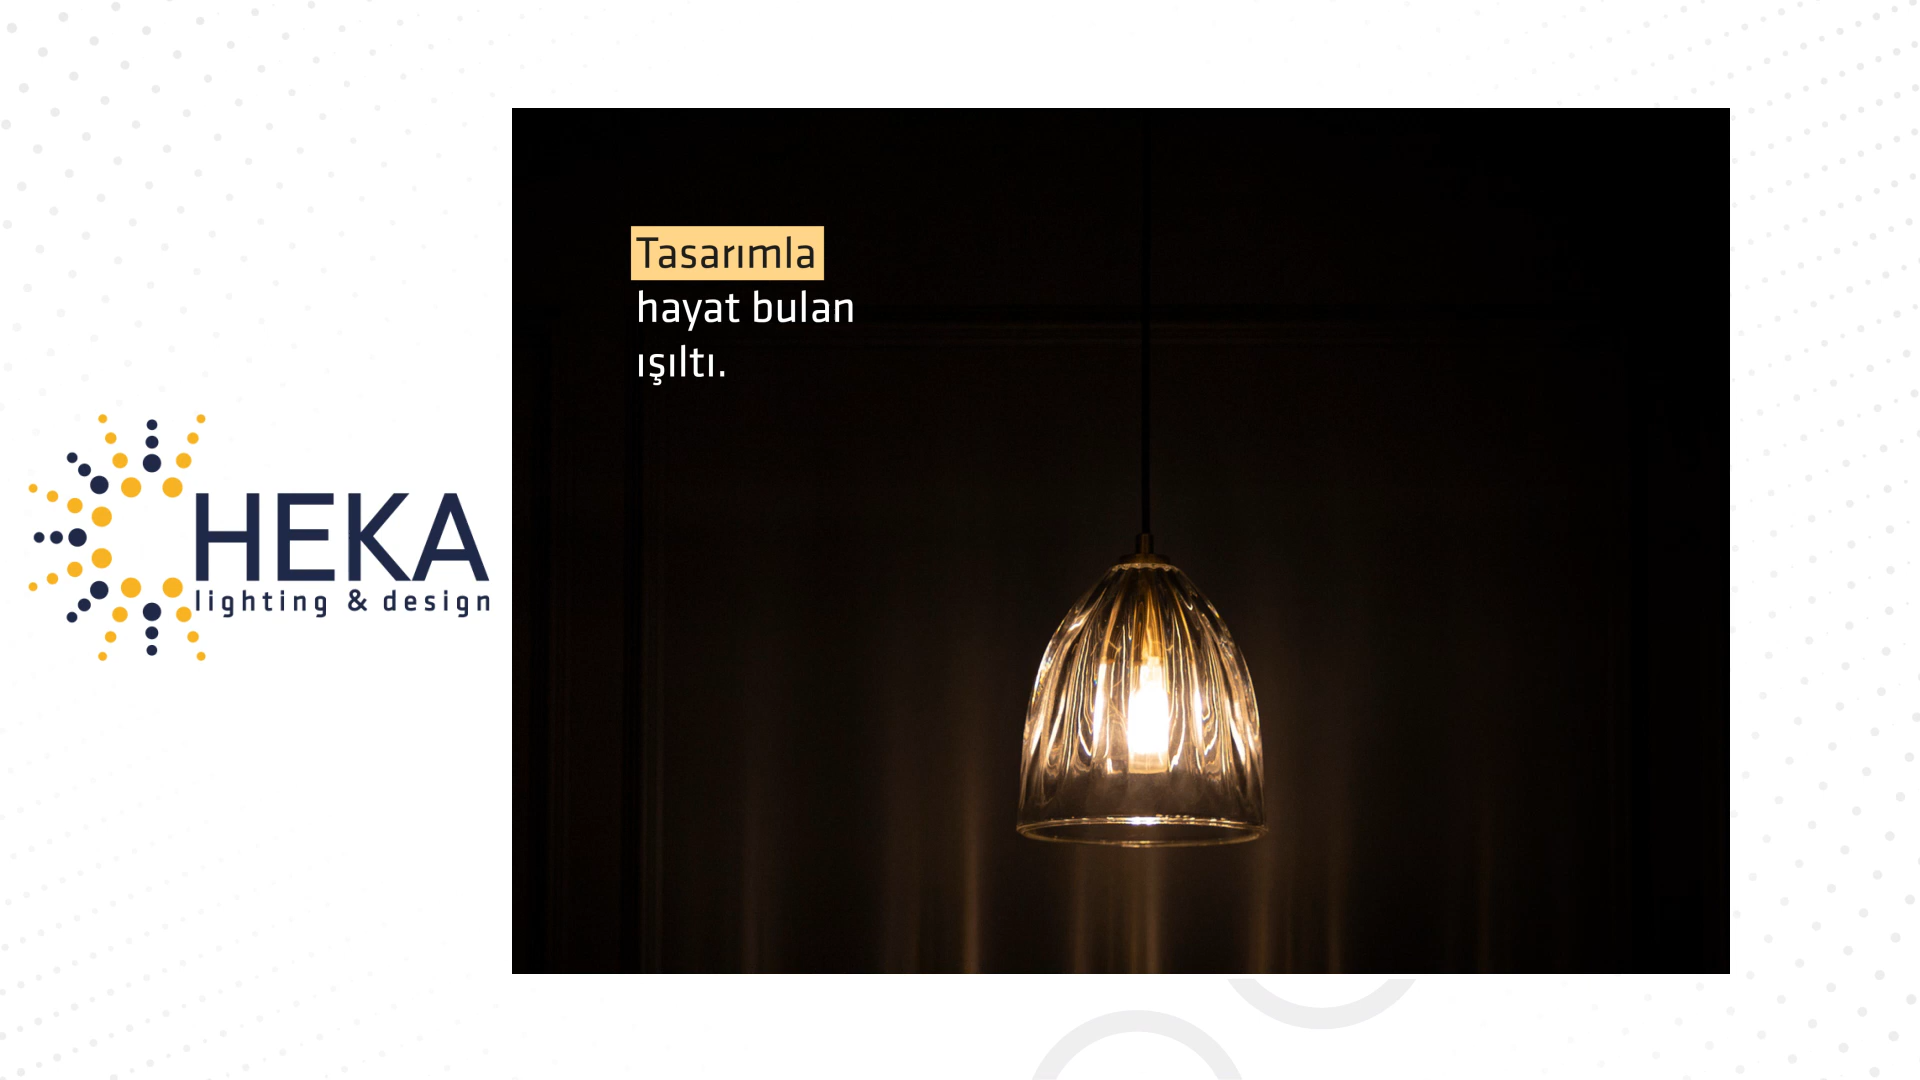 HEKA
lighting & design
Tasarımla
hayat bulan
ışıltı.